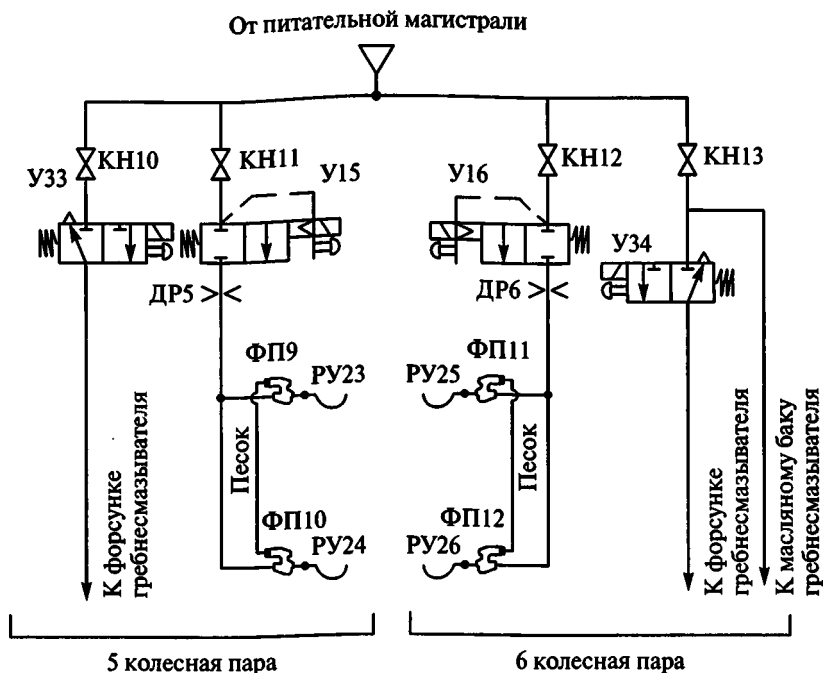 От питательной магистрали
КН10
КН11
КН12
КН13
У33
У15
У16
У34
ДР5
ДР6
ФП9
РУ23
РУ25
ФП11
Песок
Песок
ФП10
РУ24
РУ26
ФП12
К форсунке
гребнесмазывателя
К форсунке
гребнесмазывателя
К масляному баку
гребнесмазывателя
5 колесная пара
6 колесная пара